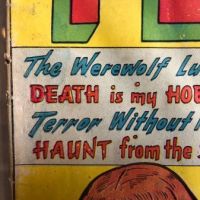 The Werewolf Lu
DEATH is my HO
Terror Without
HAUNT from the